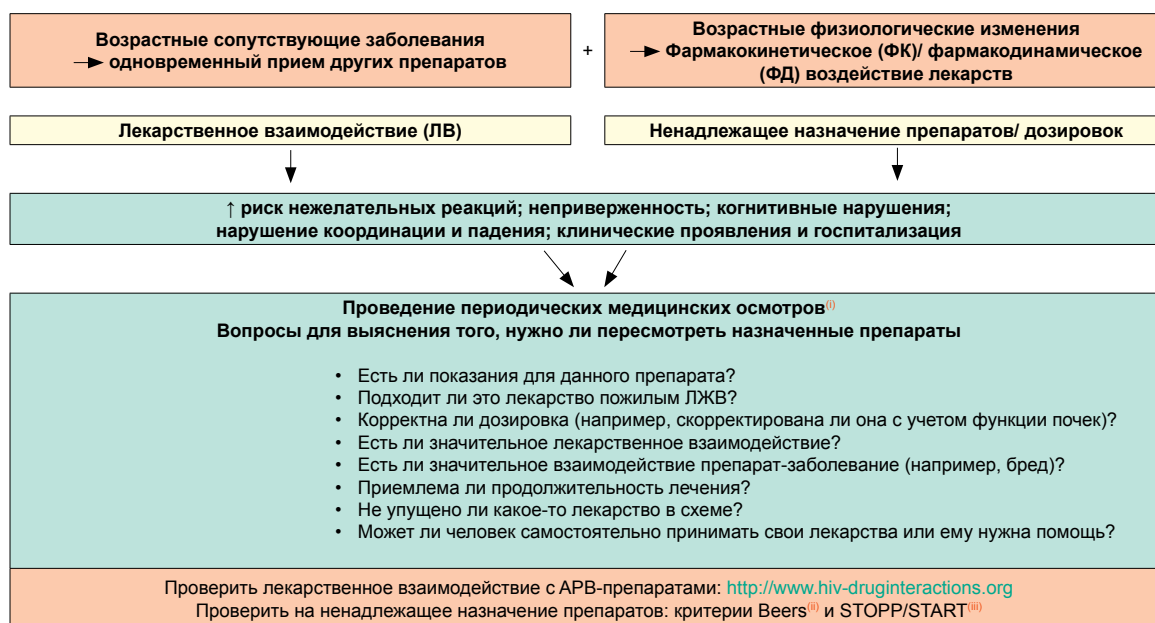 Возрастные сопутствующие заболевания
→ одновременный прием других препаратов
+
Возрастные физиологические изменения
→ Фармакокинетическое (ФК)/ фармакодинамическое
(ФД) воздействие лекарств
Лекарственное взаимодействие (ЛВ)
Ненадлежащее назначение препаратов/ дозировок
↑ риск нежелательных реакций; неприверженность; когнитивные нарушения;
нарушение координации и падения; клинические проявления и госпитализация
Проведение периодических медицинских осмотров(i)
Вопросы для выяснения того, нужно ли пересмотреть назначенные препараты
• Есть ли показания для данного препарата?
• Подходит ли это лекарство пожилым ЛЖВ?
• Корректна ли дозировка (например, скорректирована ли она с учетом функции почек)?
• Есть ли значительное лекарственное взаимодействие?
• Есть ли значительное взаимодействие препарат-заболевание (например, бред)?
• Приемлема ли продолжительность лечения?
• Не упущено ли какое-то лекарство в схеме?
• Может ли человек самостоятельно принимать свои лекарства или ему нужна помощь?
Проверить лекарственное взаимодействие с АРВ-препаратами: http://www.hiv-druginteractions.org
Проверить на ненадлежащее назначение препаратов: критерии Beers(ii) и STOPP/START(iii)